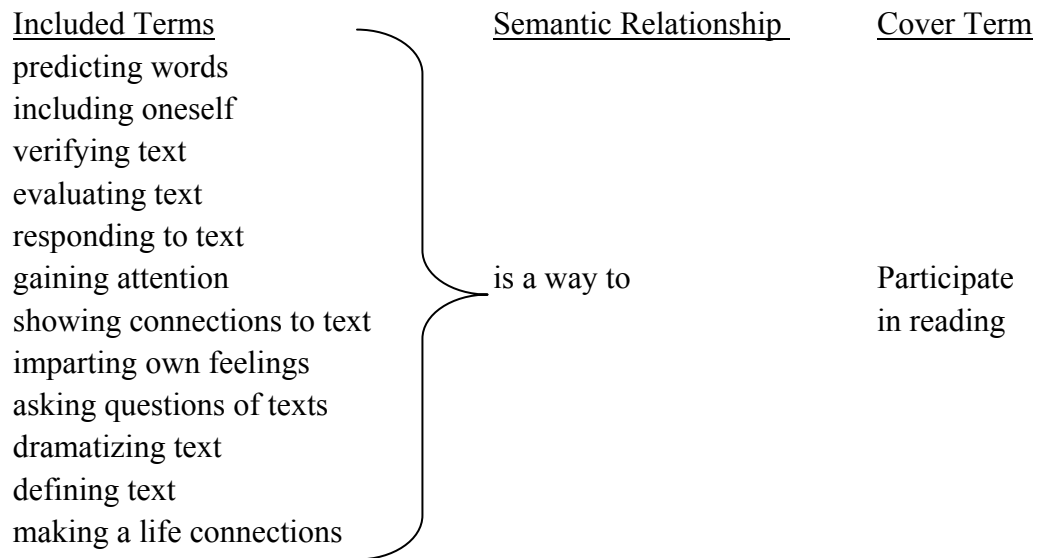 Included Terms Semantic Relationship Cover Term
predicting words
including oneself
verifying text
evaluating text
responding to text
gaining attention is a way to Participate
showing connections to text in reading
imparting own feelings
asking questions of texts
dramatizing text
defining text
making a life connections